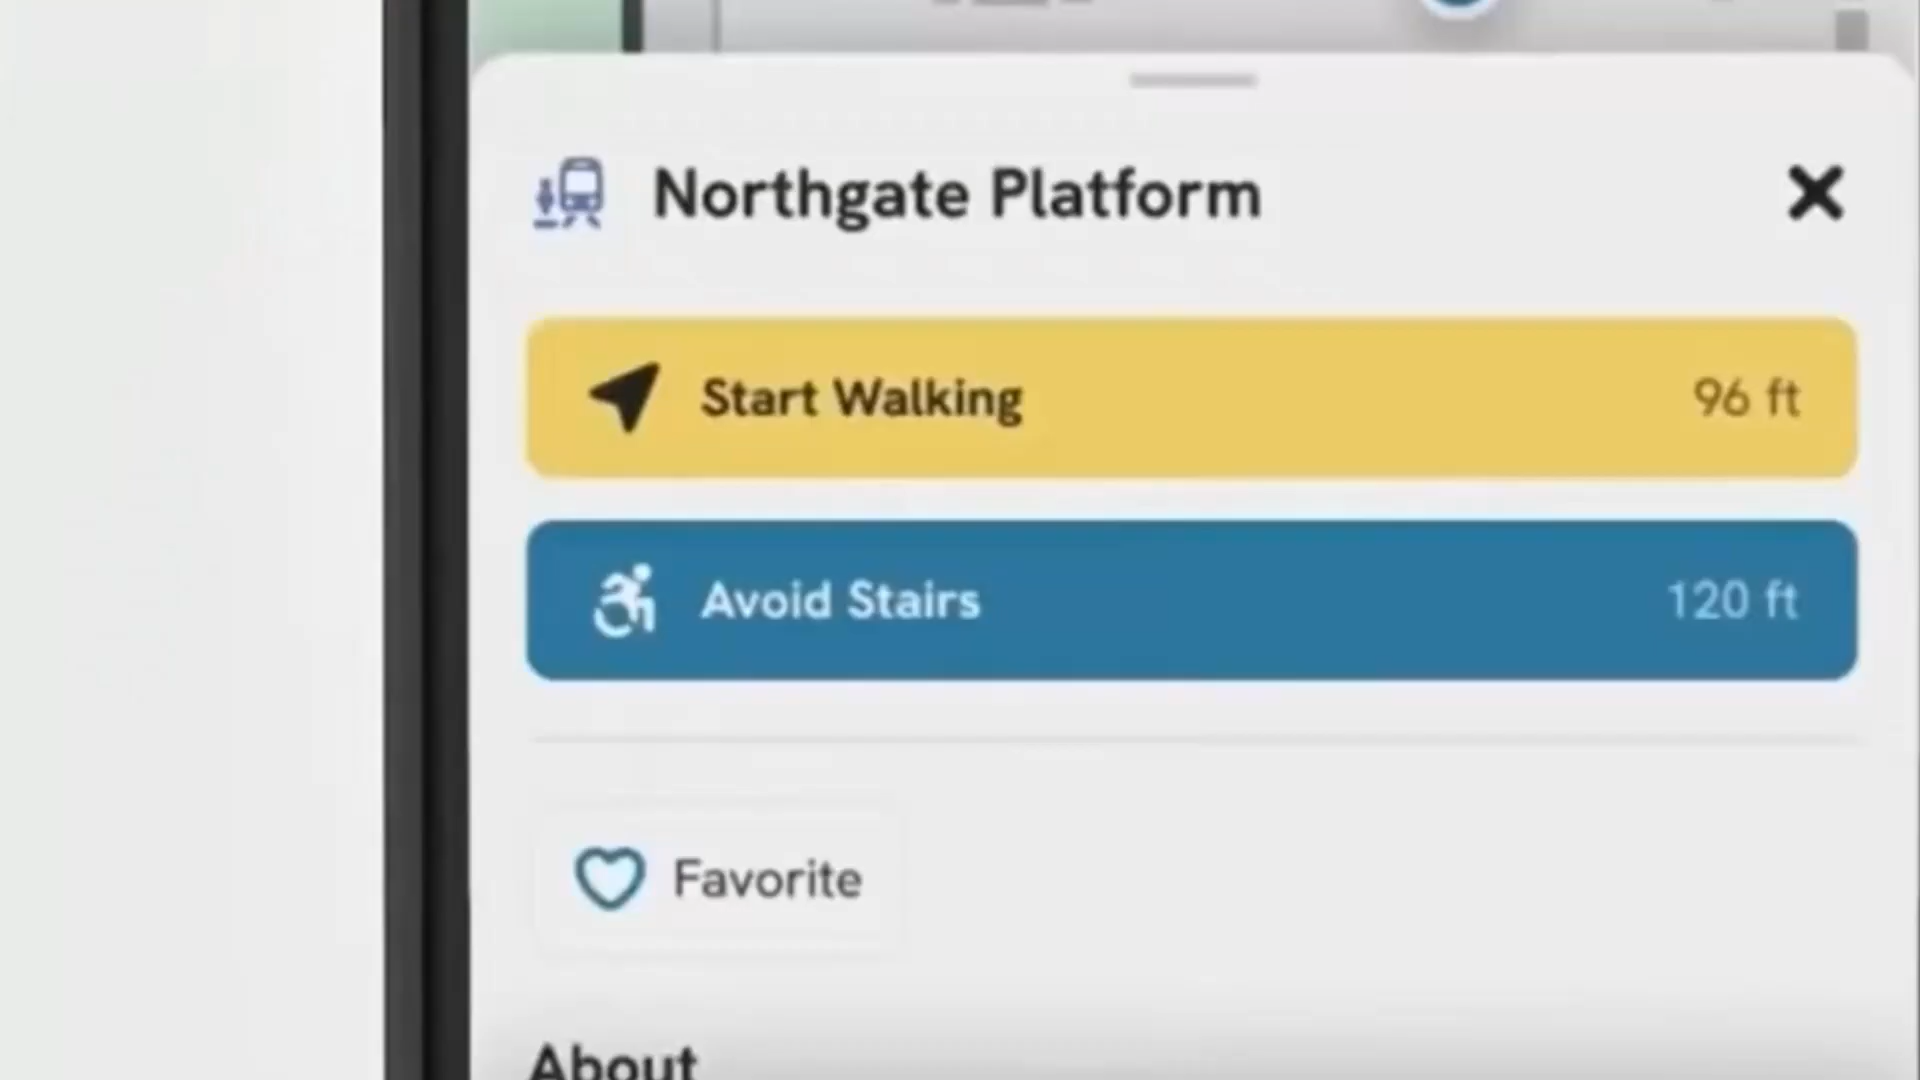 Northgate Platform
Start Walking 96 ft
Avoid Stairs 120 ft
Favorite
About